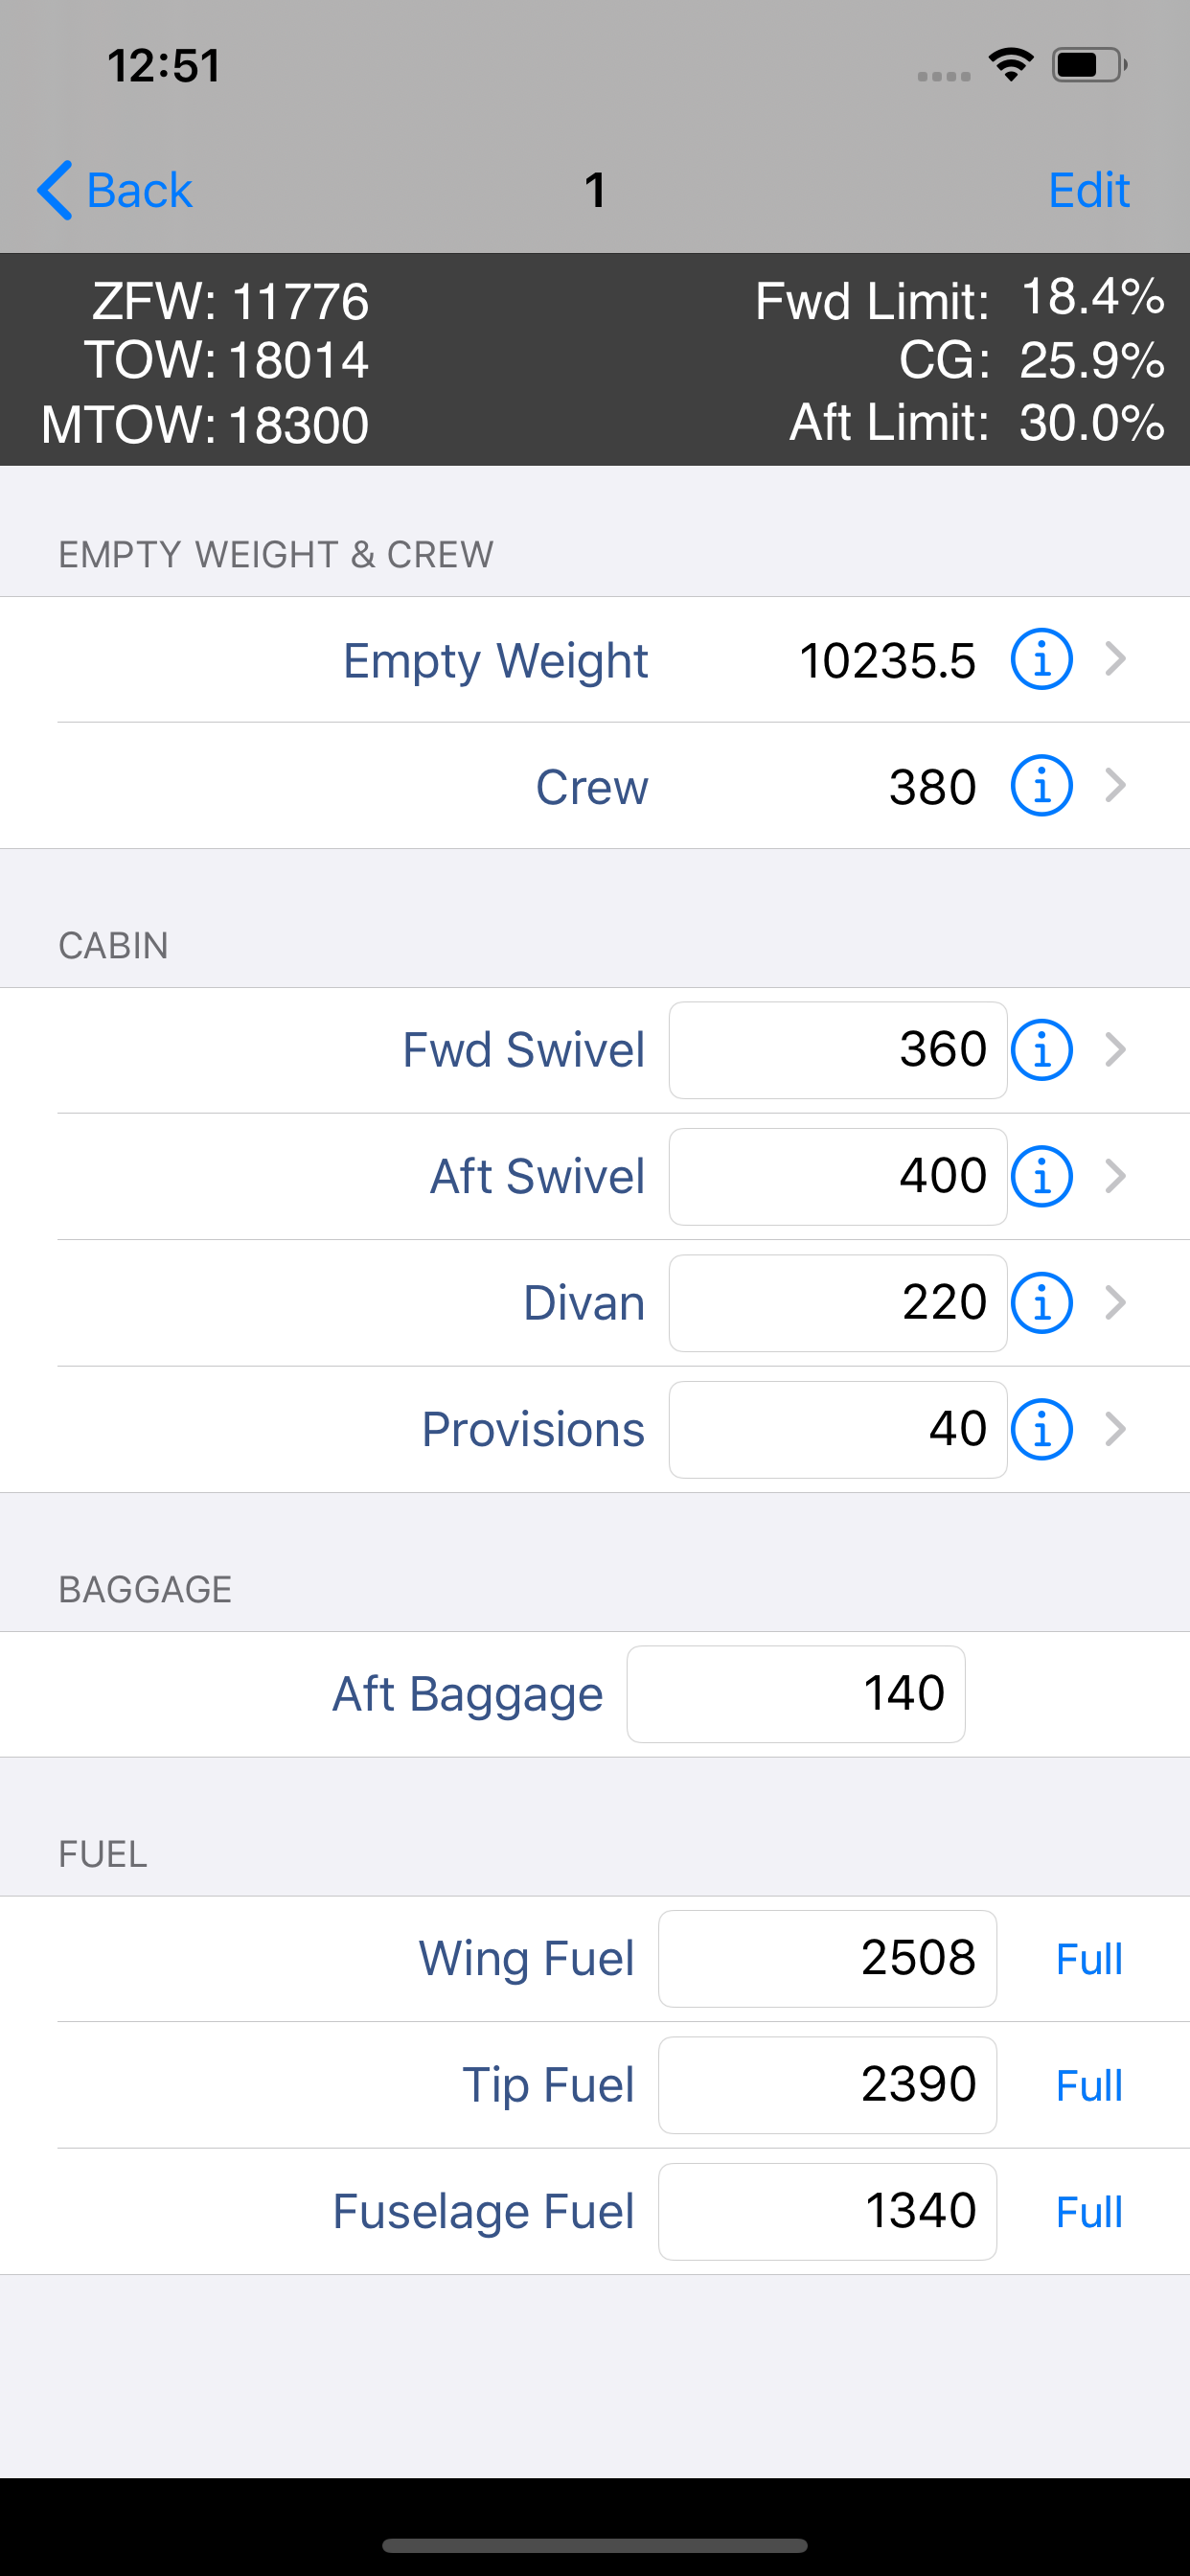 12:51
Back 1 Edit
ZFW: 11776 Fwd Limit: 18.4%
TOW: 18014 CG: 25.9%
MTOW: 18300 Aft Limit: 30.0%
EMPTY WEIGHT & CREW
Empty Weight 10235.5
Crew 380
CABIN
Fwd Swivel 360
Aft Swivel 400
Divan 220
Provisions 40
BAGGAGE
Aft Baggage 140
FUEL
Wing Fuel 2508 Full
Tip Fuel 2390 Full
Fuselage Fuel 1340 Full